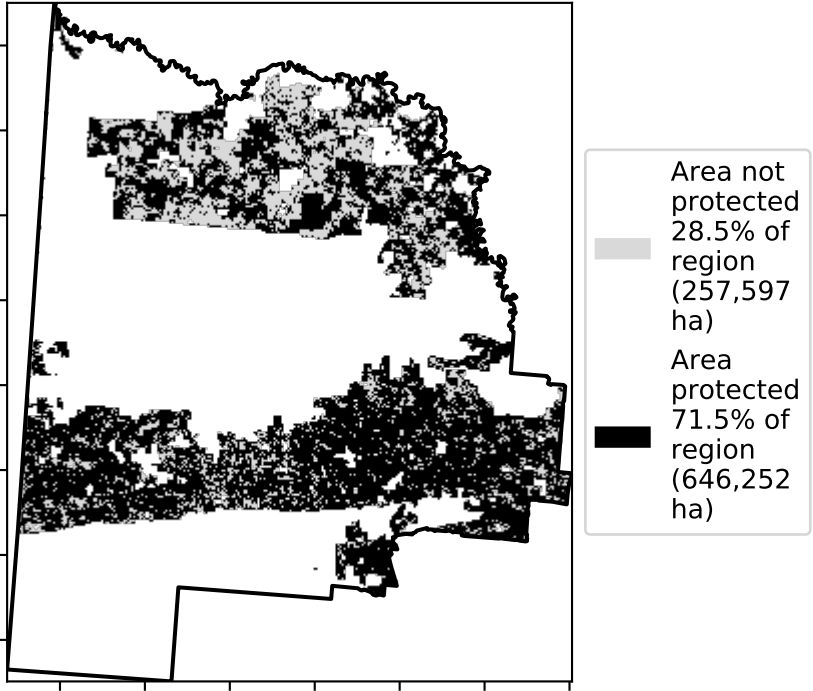 Area not
protected
28.5% of
region
(257,597
ha)
Area
protected
71.5% of
region
(646,252
ha)